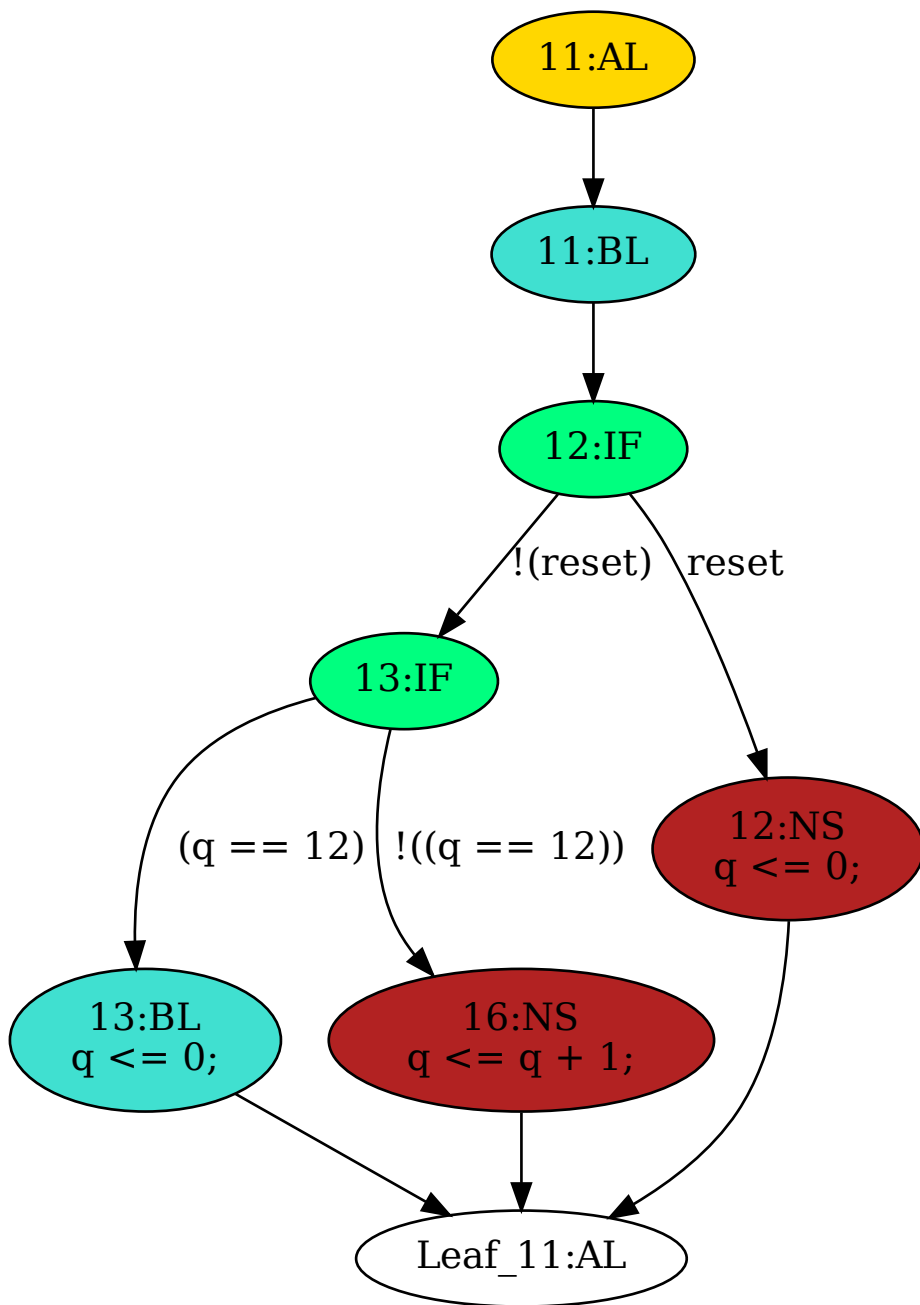 11:AL
11:BL
12:IF
!(reset)
reset
13:IF
(q == 12)
!((q == 12))
12:NS
q <= 0;
13:BL
q <= 0;
16:NS
q <= q + 1;
Leaf_11:AL